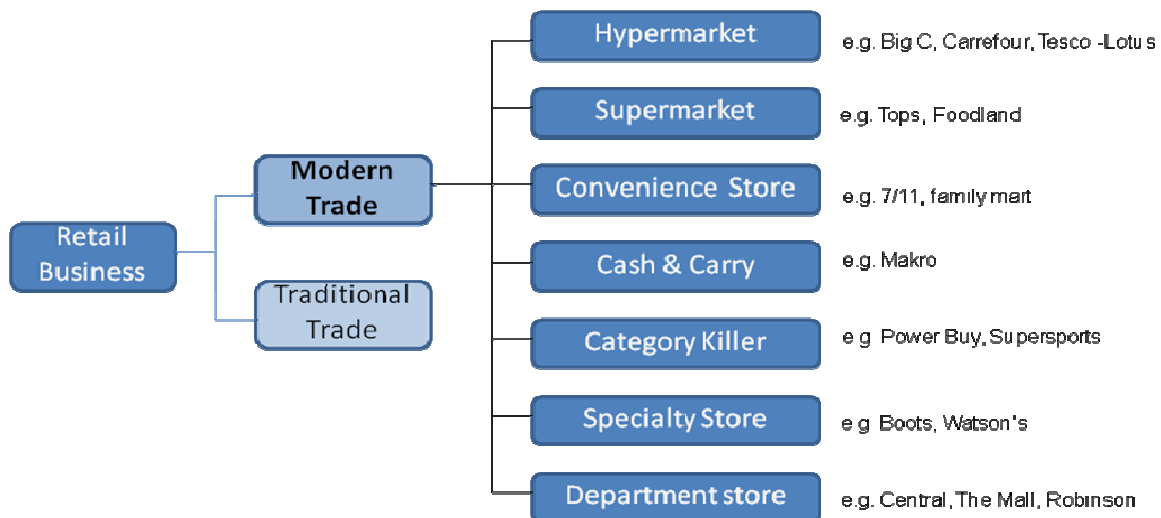 Retail
Business
Modern
Trade
Traditional
Trade
Hypermarket
e.g. Big C, Carrefour, Tesco -Lotus
Supermarket
e.g. Tops, Foodland
Convenience Store
e.g. 7/11, family mart
Cash & Carry
e.g. Makro
Category Killer
e.g Power Buy, Supersports
Specialty Store
e.g Boots, Watson's
Department store
e.g. Central, The Mall, Robinson